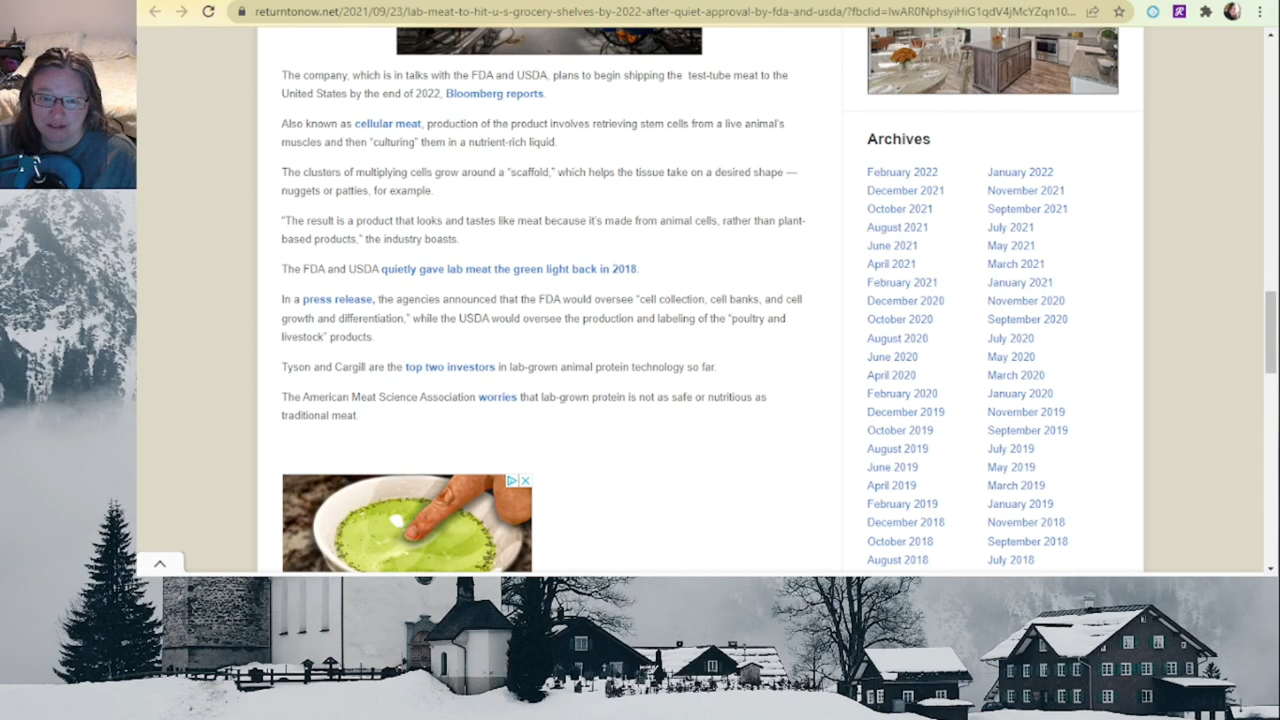 returntonow.net/2021/09/23/lab-meat-to-hit-u-s-grocery-shelves-by-2022-after-quiet-approval-by-fda-and-usda/?fbclid=IwAR0NphsyiHiG1qdV4jMcYZqn10...
The company, which is in talks with the FDA and USDA, plans to begin shipping the test-tube meat to the
United States by the end of 2022, Bloomberg reports.
Also known as cellular meat, production of the product involves retrieving stem cells from a live animal's
muscles and then “culturing” them in a nutrient-rich liquid.
The clusters of multiplying cells grow around a “scaffold,” which helps the tissue take on a desired shape —
nuggets or patties, for example.
“The result is a product that looks and tastes like meat because it's made from animal cells, rather than plant-
based products,” the industry boasts.
The FDA and USDA quietly gave lab meat the green light back in 2018.
In a press release, the agencies announced that the FDA would oversee “cell collection, cell banks, and cell
growth and differentiation,” while the USDA would oversee the production and labeling of the “poultry and
livestock” products.
Tyson and Cargill are the top two investors in lab-grown animal protein technology so far.
The American Meat Science Association worries that lab-grown protein is not as safe or nutritious as
traditional meat.
Archives
February 2022 January 2022
December 2021 November 2021
October 2021 September 2021
August 2021 July 2021
June 2021 May 2021
April 2021 March 2021
February 2021 January 2021
December 2020 November 2020
October 2020 September 2020
August 2020 July 2020
June 2020 May 2020
April 2020 March 2020
February 2020 January 2020
December 2019 November 2019
October 2019 September 2019
August 2019 July 2019
June 2019 May 2019
April 2019 March 2019
February 2019 January 2019
December 2018 November 2018
October 2018 September 2018
August 2018 July 2018